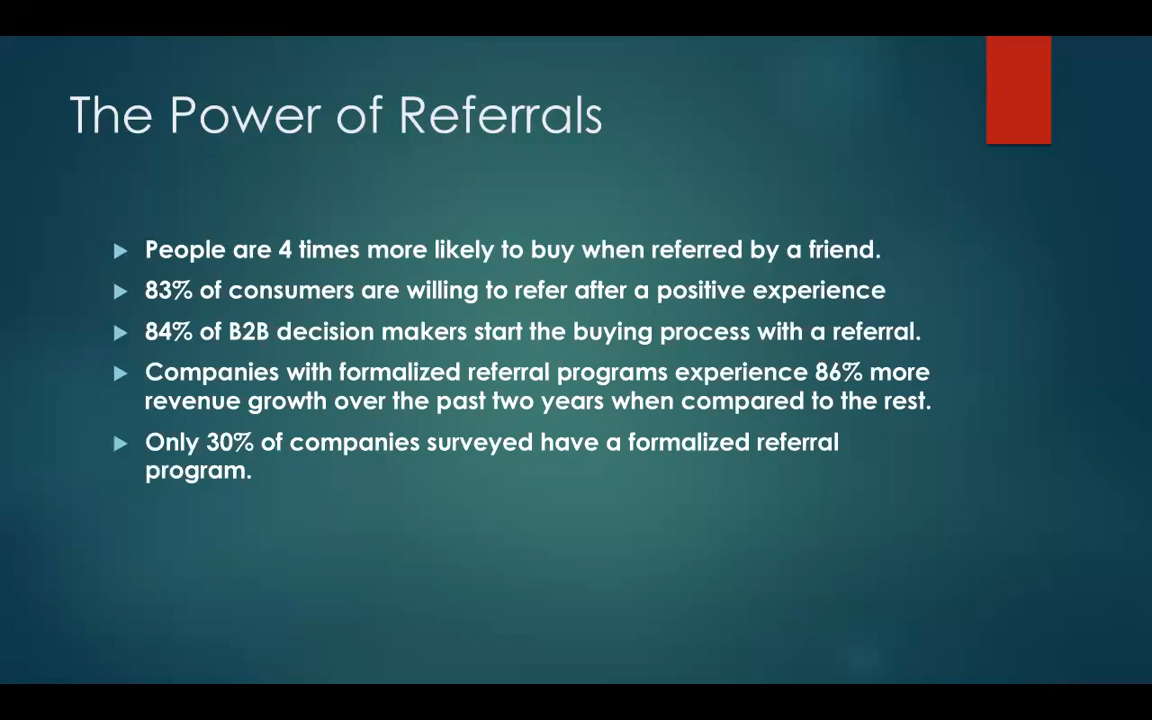 The Power of Referrals
People are 4 times more likely to buy when referred by a friend.
83% of consumers are willing to refer after a positive experience
84% of B2B decision makers start the buying process with a referral.
Companies with formalized referral programs experience 86% more
revenue growth over the past two years when compared to the rest.
Only 30% of companies surveyed have a formalized referral
program.